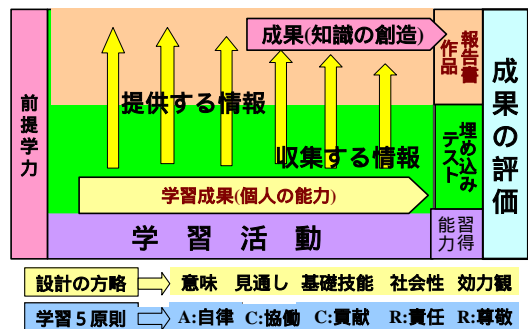 前提学力
成果(知識の創造)
報告書
作品
提供する情報
収集する情報
埋め込み
テスト
学習成果(個人の能力)
学習活動
習得
能力
成果の評価
設計の方略 意味 見通し 基礎技能 社会性 効力観
学習5原則 A:自律 C:協働 C:貢献 R:責任 R:尊敬